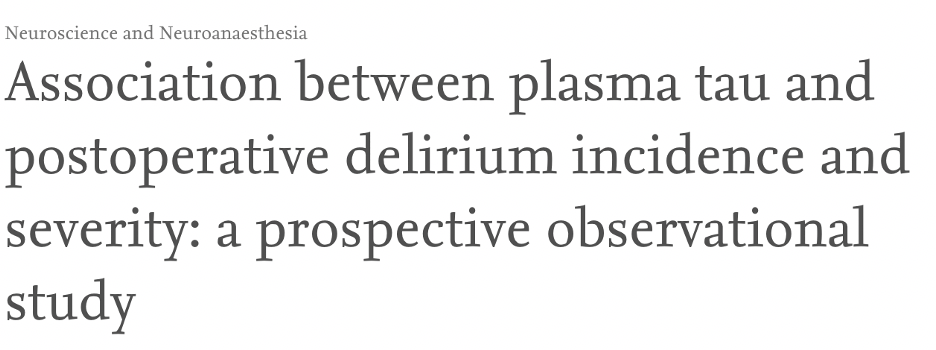 Neuroscience and Neuroanaesthesia
Association between plasma tau and
postoperative delirium incidence and
severity: a prospective observational
study